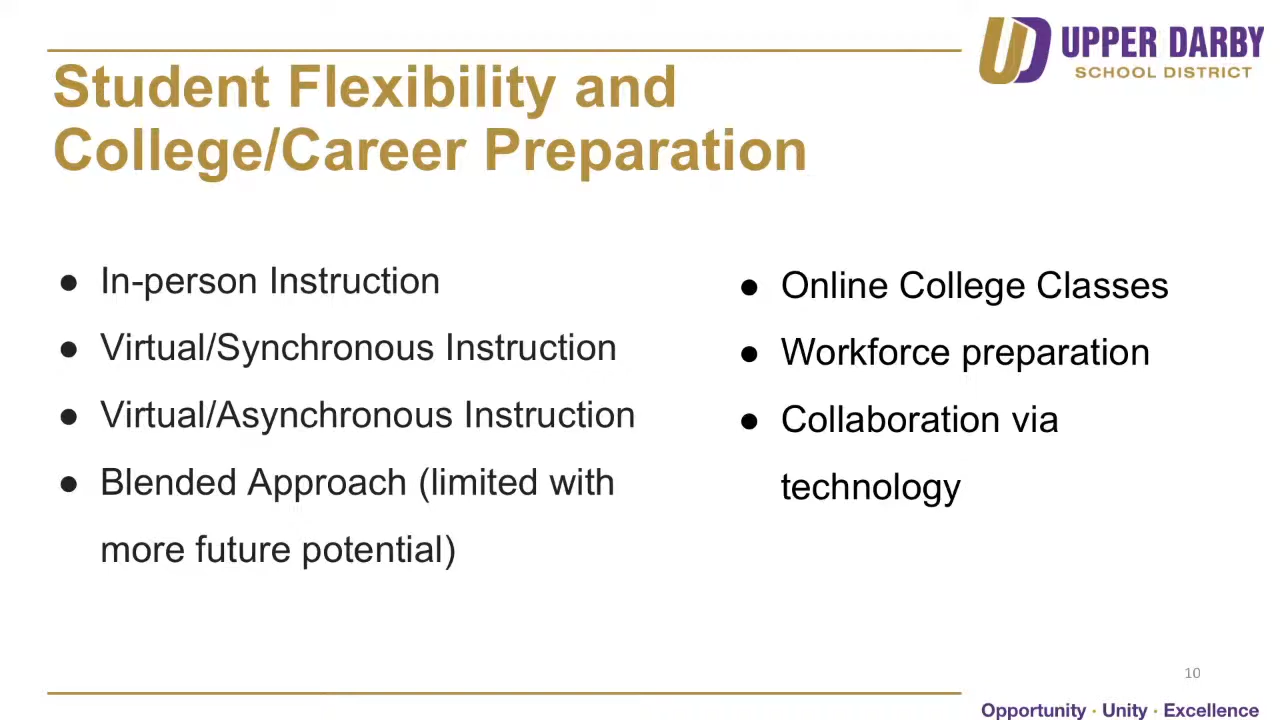 UPPER DARBY
SCHOOL DISTRICT
Student Flexibility and
College/Career Preparation
● In-person Instruction
● Virtual/Synchronous Instruction
● Virtual/Asynchronous Instruction
● Blended Approach (limited with
more future potential)
● Online College Classes
● Workforce preparation
● Collaboration via
technology
10
Opportunity · Unity · Excellence